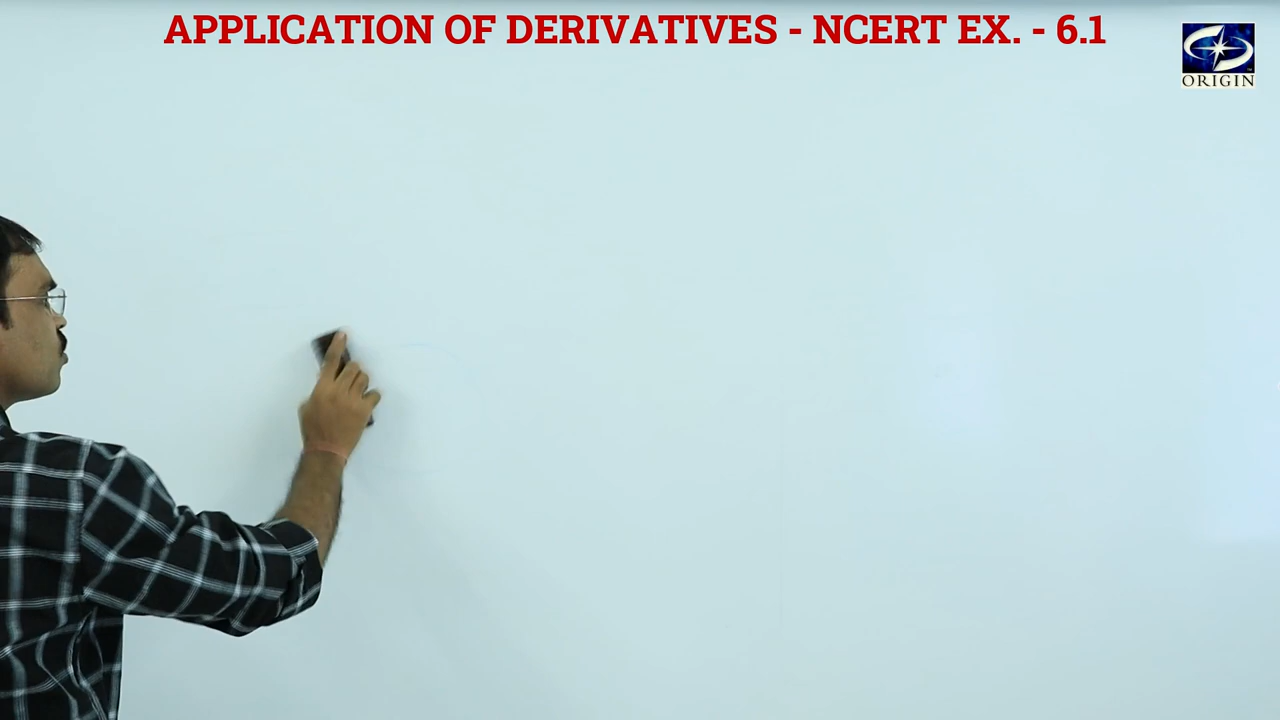 APPLICATION OF DERIVATIVES - NCERT EX. - 6.1
ORIGIN